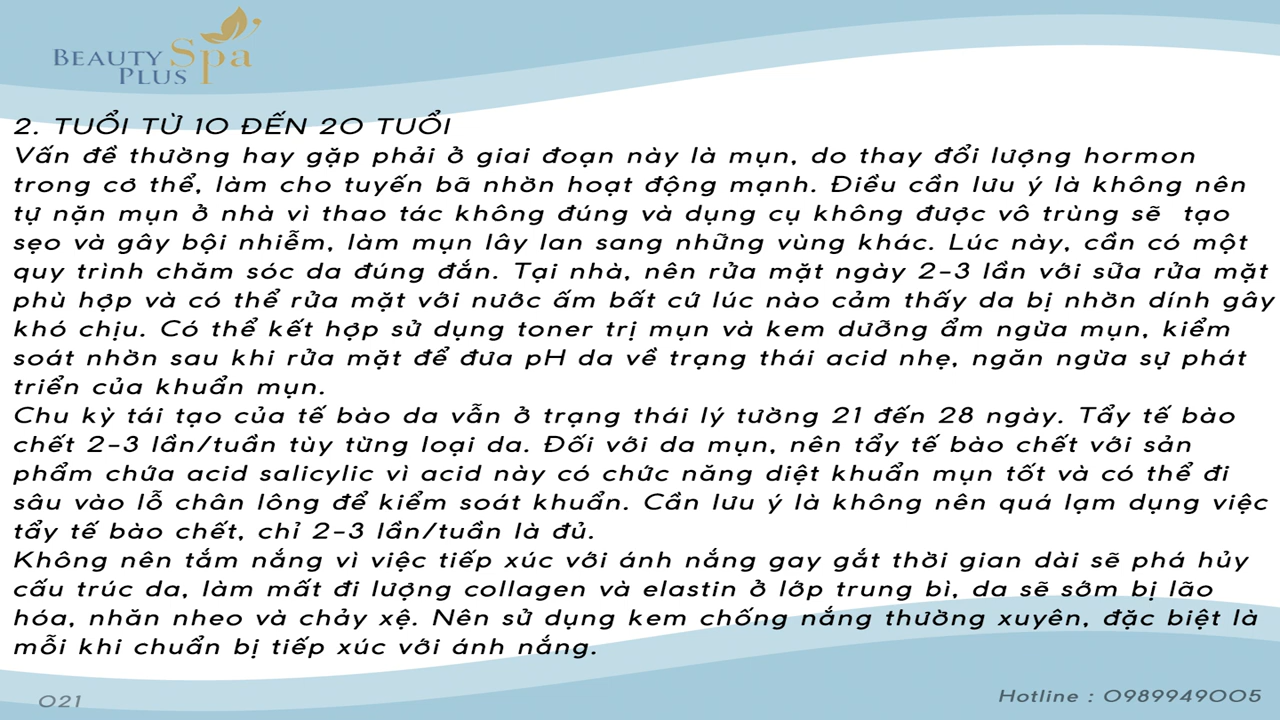 BEAUTY Spa
PLUS
2. TUỔI TỪ 10 ĐẾN 20 TUỔI
Vấn đề thường hay gặp phải ở giai đoạn này là mụn, do thay đổi lượng hormon
trong cơ thể, làm cho tuyến bã nhờn hoạt động mạnh. Điều cần lưu ý là không nên
tự nặn mụn ở nhà vì thao tác không đúng và dụng cụ không được vô trùng sẽ tạo
sẹo và gây bội nhiễm, làm mụn lây lan sang những vùng khác. Lúc này, cần có một
quy trình chăm sóc da đúng đắn. Tại nhà, nên rửa mặt ngày 2-3 lần với sữa rửa mặt
phù hợp và có thể rửa mặt với nước ấm bất cứ lúc nào cảm thấy da bị nhờn dính gây
khó chịu. Có thể kết hợp sử dụng toner trị mụn và kem dưỡng ẩm ngừa mụn, kiểm
soát nhờn sau khi rửa mặt để đưa pH da về trạng thái acid nhẹ, ngăn ngừa sự phát
triển của khuẩn mụn.
Chu kỳ tái tạo của tế bào da vẫn ở trạng thái lý tường 21 đến 28 ngày. Tẩy tế bào
chết 2-3 lần/tuần tùy từng loại da. Đối với da mụn, nên tẩy tế bào chết với sản
phẩm chứa acid salicylic vì acid này có chức năng diệt khuẩn mụn tốt và có thể đi
sâu vào lỗ chân lông để kiểm soát khuẩn. Cần lưu ý là không nên quá lạm dụng việc
tẩy tế bào chết, chỉ 2-3 lần/tuần là đủ.
Không nên tắm nắng vì việc tiếp xúc với ánh nắng gay gắt thời gian dài sẽ phá hủy
cấu trúc da, làm mất đi lượng collagen và elastin ở lớp trung bì, da sẽ sớm bị lão
hóa, nhăn nheo và chảy xệ. Nên sử dụng kem chống nắng thường xuyên, đặc biệt là
mỗi khi chuẩn bị tiếp xúc với ánh nắng.
021
Hotline : 0989949005